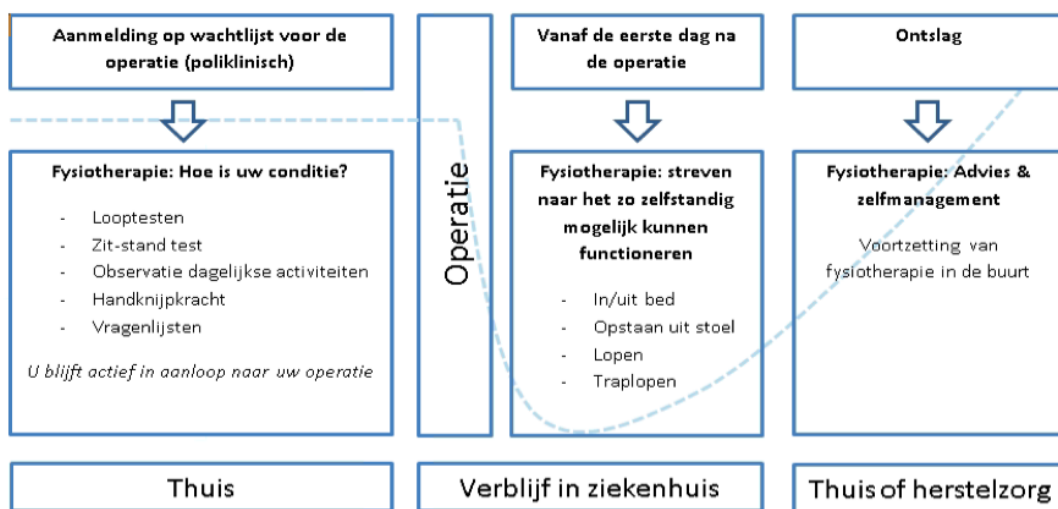 Aanmelding op wachtlijst voor de
operatie (poliklinisch)
Fysiotherapie: Hoe is uw conditie?
- Looptesten
- Zit-stand test
- Observatie dagelijkse activiteiten
- Handknijpkracht
- Vragenlijsten
U blijft actief in aanloop naar uw operatie
Thuis
Operatie
Vanaf de eerste dag na
de operatie
Fysiotherapie: streven
naar het zo zelfstandig
mogelijk kunnen
functioneren
- In/uit bed
- Opstaan uit stoel
- Lopen
- Traplopen
Verblijf in ziekenhuis
Ontslag
Fysiotherapie: Advies &
zelfmanagement
Voortzetting van
fysiotherapie in de buurt
Thuis of herstelzorg